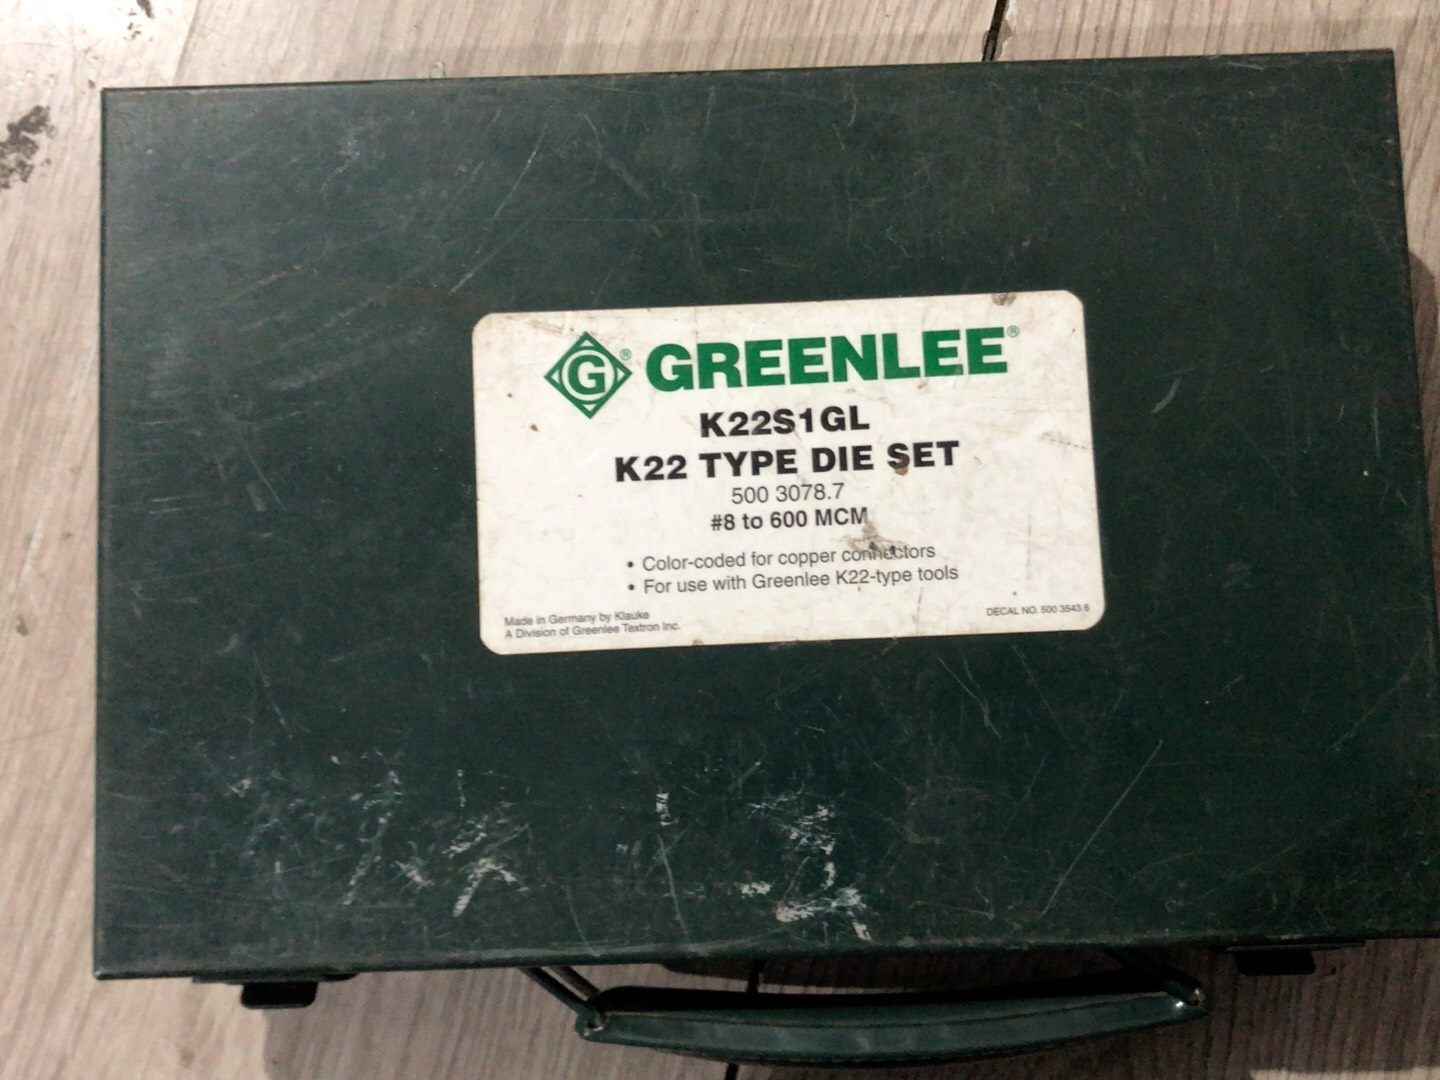 G® GREENLEE®
K22S1GL
K22 TYPE DIE SET
500 3078.7
#8 to 600 MCM
• Color-coded for copper connectors
• For use with Greenlee K22-type tools
Made in Germany by Klauke
A Division of Greenlee Textron Inc.
DECAL NO. 500 3543.6